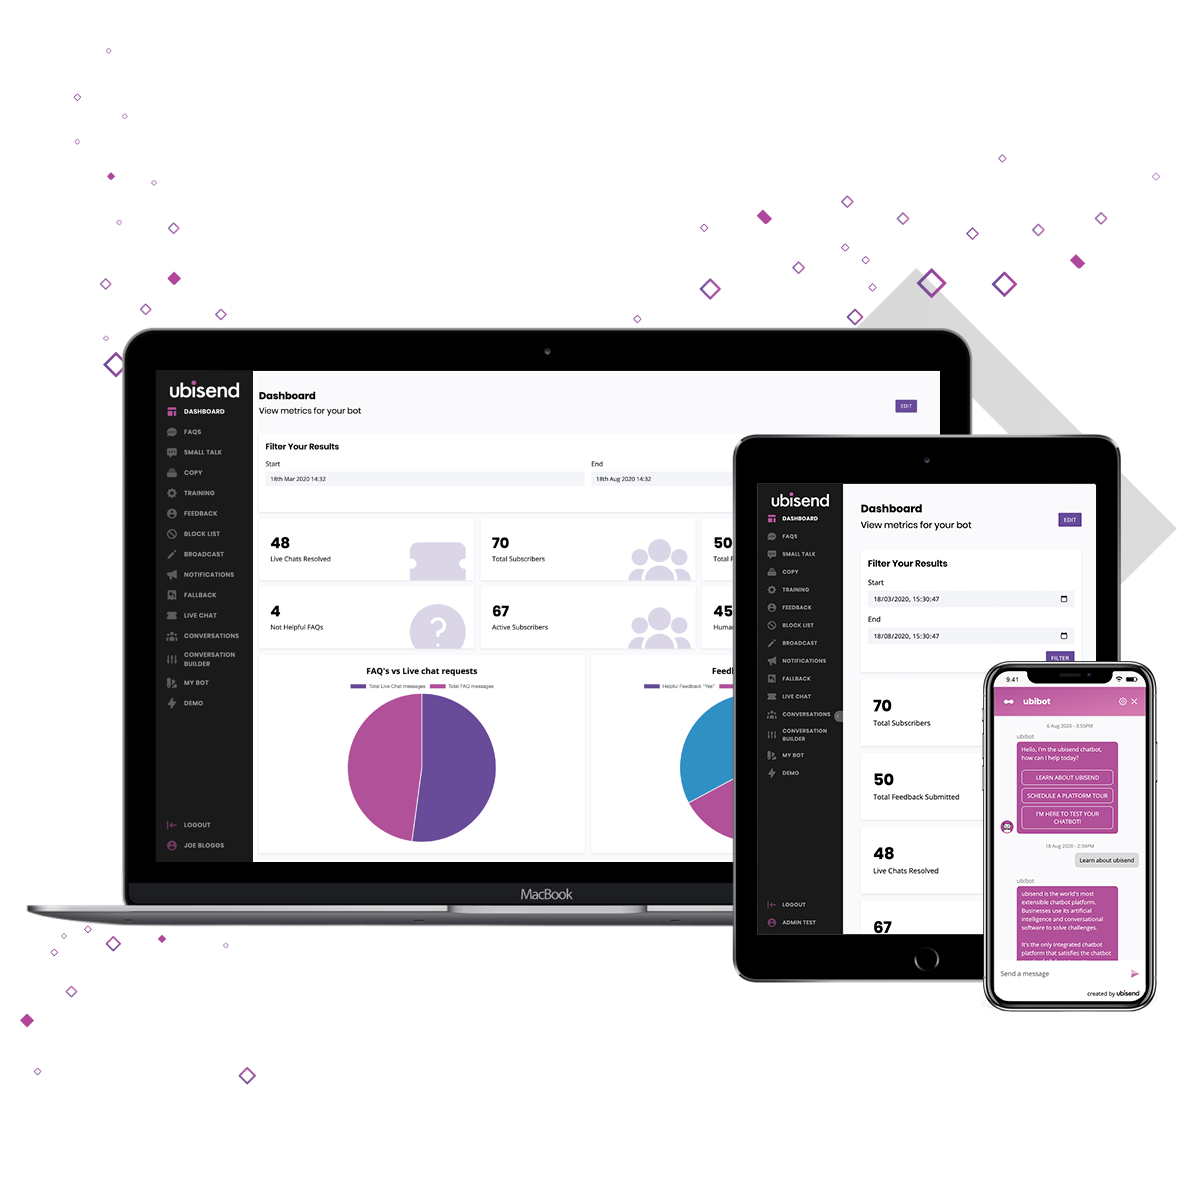 ubisend
DASHBOARD
FAQS
SMALL TALK
COPY
TRAINING
FEEDBACK
BLOCK LIST
BROADCAST
NOTIFICATIONS
FALLBACK
LIVE CHAT
CONVERSATIONS
CONVERSATION
BUILDER
MY BOT
DEMO
LOGOUT
JOE BLOGGS
Dashboard
View metrics for your bot
EDIT
Filter Your Results
Start
End
18th Mar 2020 14:32
18th Aug 2020 14:32
48
Live Chats Resolved
70
Total Subscribers
50
Total F
4
Not Helpful FAQs
?
67
Active Subscribers
45
Huma
FAQ's vs Live chat requests
Total Live Chat messages
Total FAQ messages
Feed
Helpful Feedback "Yes"
MacBook
ubisend
DASHBOARD
FAQS
SMALL TALK
COPY
TRAINING
FEEDBACK
BLOCK LIST
BROADCAST
NOTIFICATIONS
FALLBACK
LIVE CHAT
CONVERSATIONS
CONVERSATION
BUILDER
MY BOT
DEMO
LOGOUT
ADMIN TEST
Dashboard
View metrics for your bot
EDIT
Filter Your Results
Start
18/03/2020, 15:30:47
End
18/08/2020, 15:30:47
FILTER
70
Total Subscribers
50
Total Feedback Submitted
48
Live Chats Resolved
67
9.41
ubibot
6 Aug 2020 - 3:55PM
ubibot
Hello, I'm the ubisend chatbot,
how can i help today?
LEARN ABOUT UBISEND
SCHEDULE A PLATFORM TOUR
I'M HERE TO TEST YOUR
CHATBOT!
18 Aug 2020 - 2:34PM
Learn about ubisend
ubibot
ubisend is the world's most
extensible chatbot platform.
Businesses use its artificial
intelligence and conversational
software to solve challenges.
It's the only integrated chatbot
platform that satisfies the chatbot
Send a message
created by ubisend